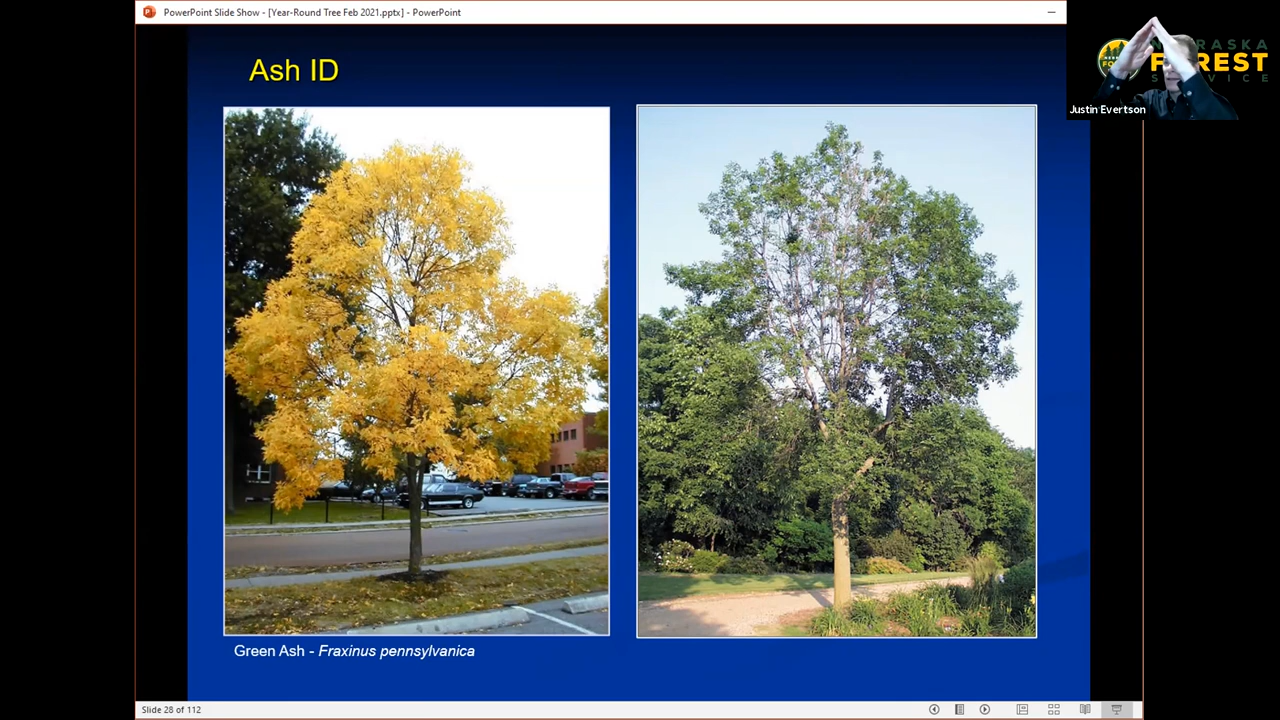 PowerPoint Slide Show - [Year-Round Tree Feb 2021.pptx] - PowerPoint
Ash ID
FOREST
Justin Evertson
Green Ash - Fraxinus pennsylvanica
Slide 28 of 112